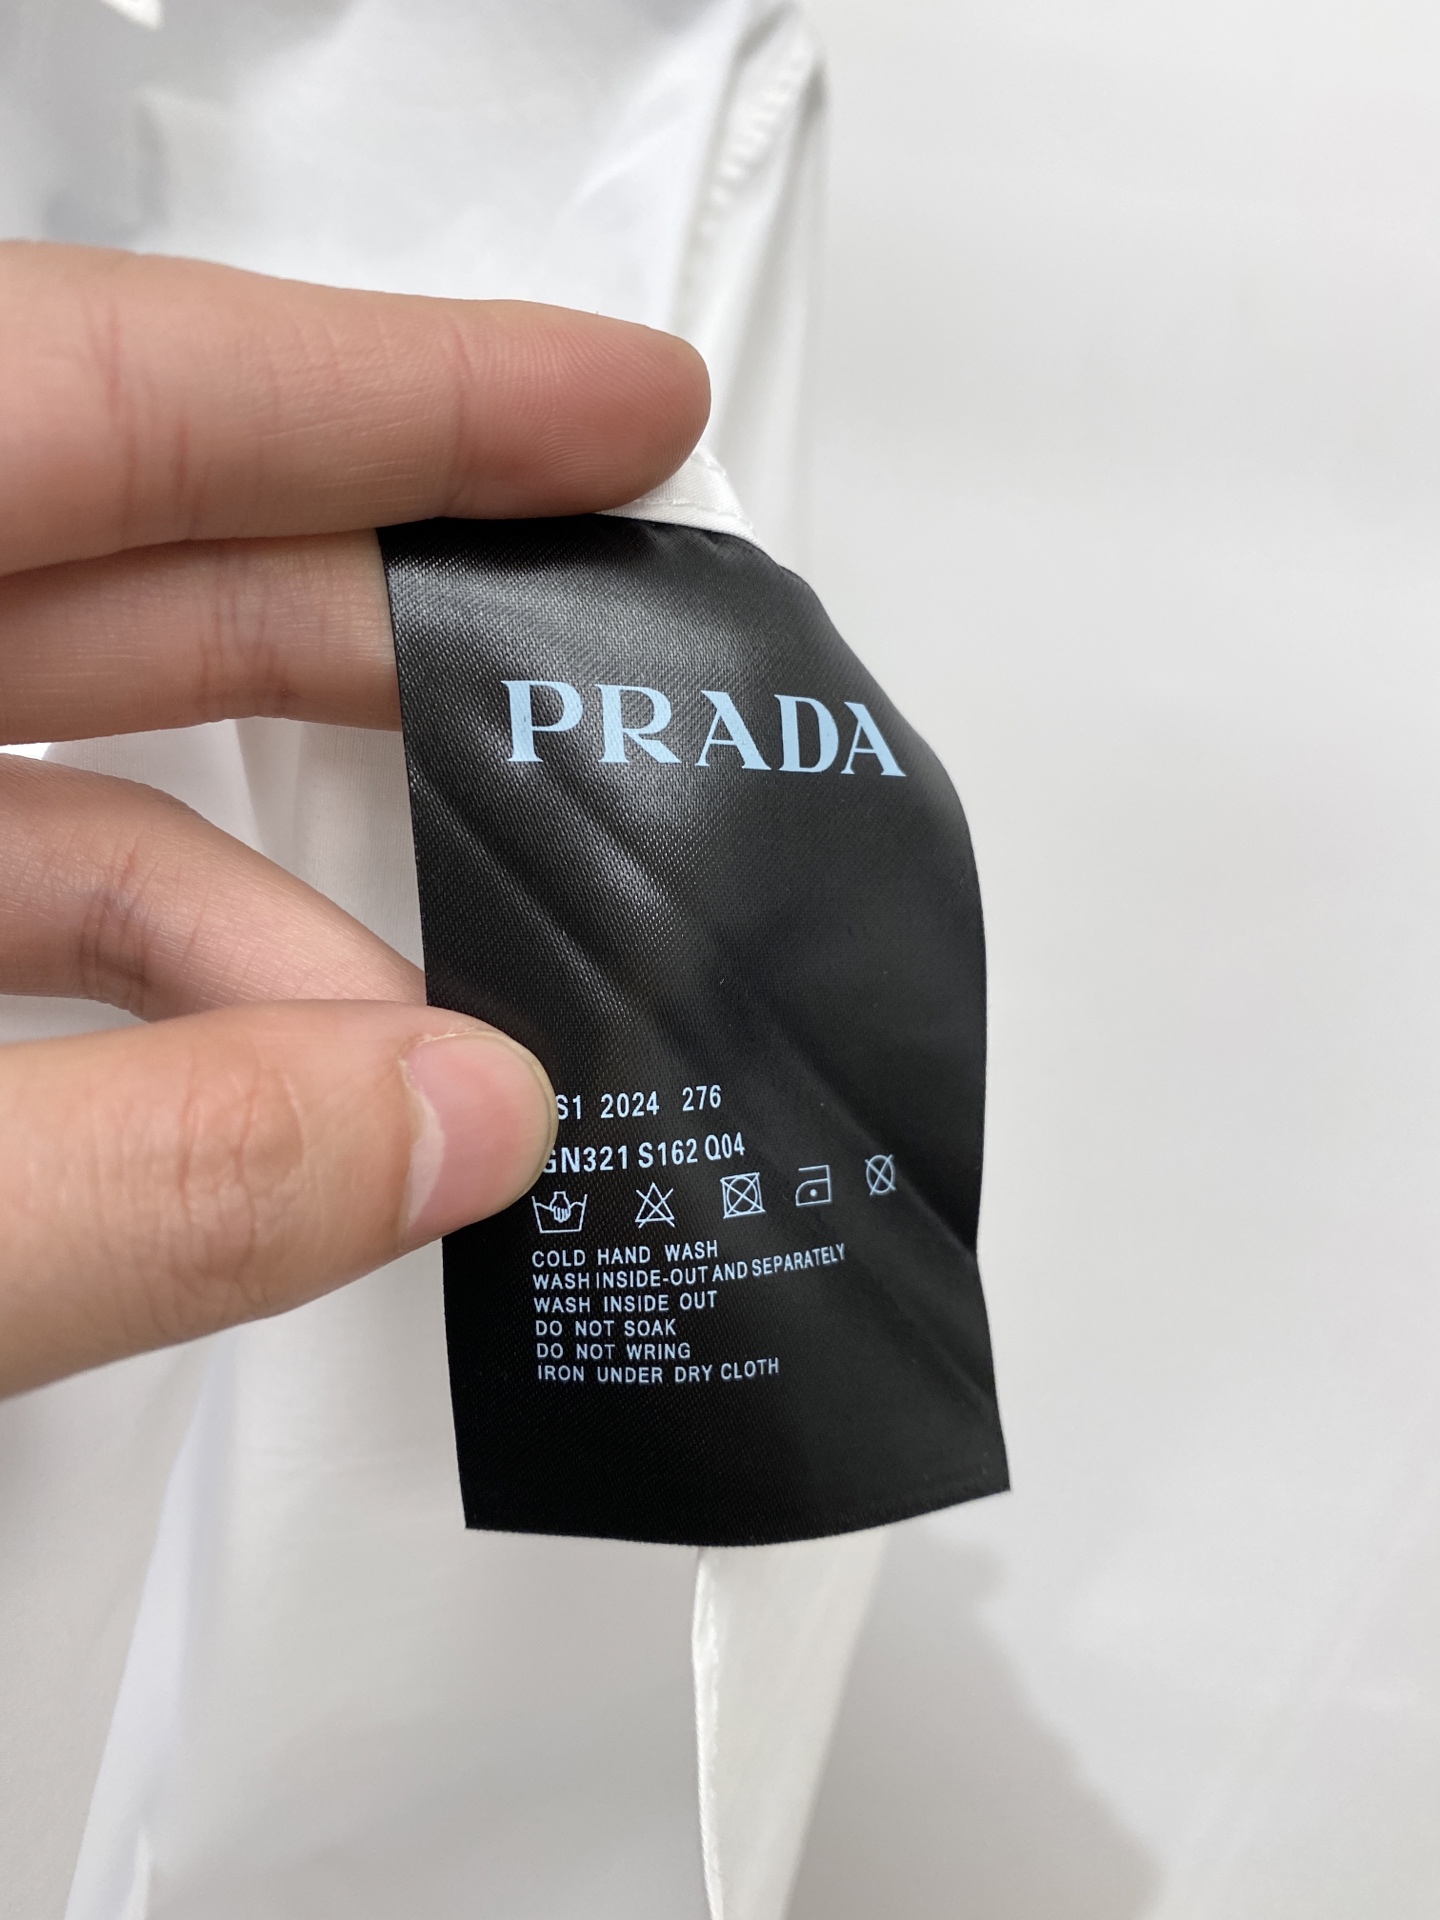 PRADA
S1 2024 276
GN321 S162 Q04
COLD HAND WASH
WASH INSIDE-OUT AND SEPARATELY
WASH INSIDE OUT
DO NOT SOAK
DO NOT WRING
IRON UNDER DRY CLOTH